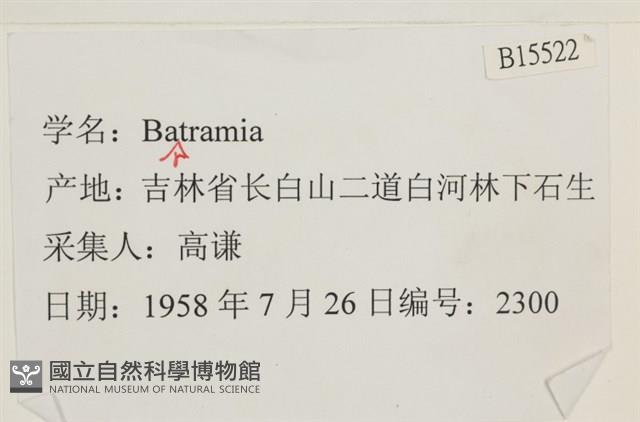 B15522
学名：Batramia
产地：吉林省长白山二道白河林下石生
采集人：高谦
日期：1958 年 7 月 26 日编号：2300
國立自然科學博物館
NATIONAL MUSEUM OF NATURAL SCIENCE